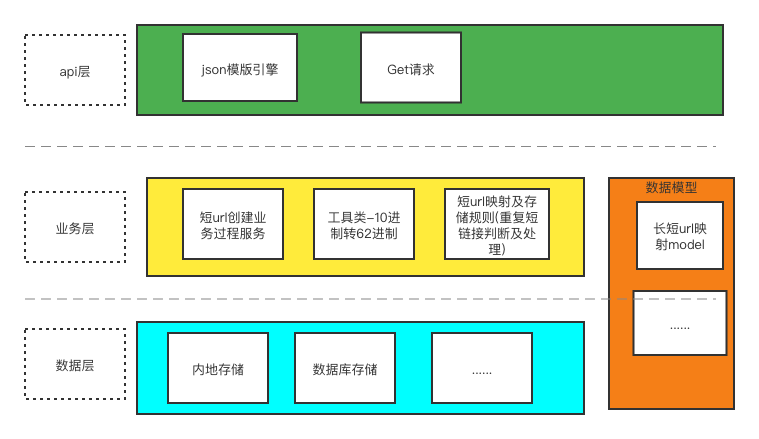 api层
json模版引擎
Get请求
业务层
短url创建业
务过程服务
工具类-10进
制转62进制
短url映射及存
储规则(重复短
链接判断及处
理)
数据模型
长短url映
射model
......
数据层
内地存储
数据库存储
......